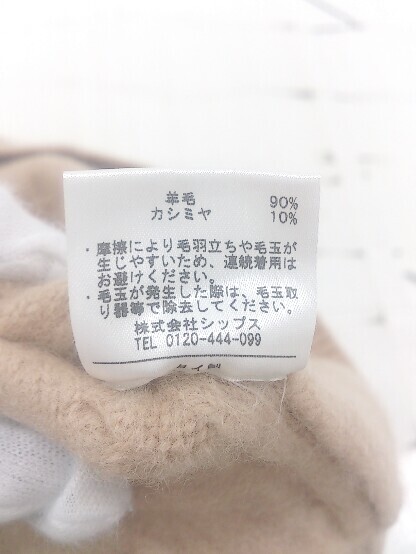 羊毛 90%
カシミヤ 10%
・摩擦により毛羽立ちや毛玉が
生じやすいため、連続着用は
お避けください。
・毛玉が発生した際は、毛玉取
り器等で除去してください。
株式会社シップス
TEL 0120-444-099
タイ製